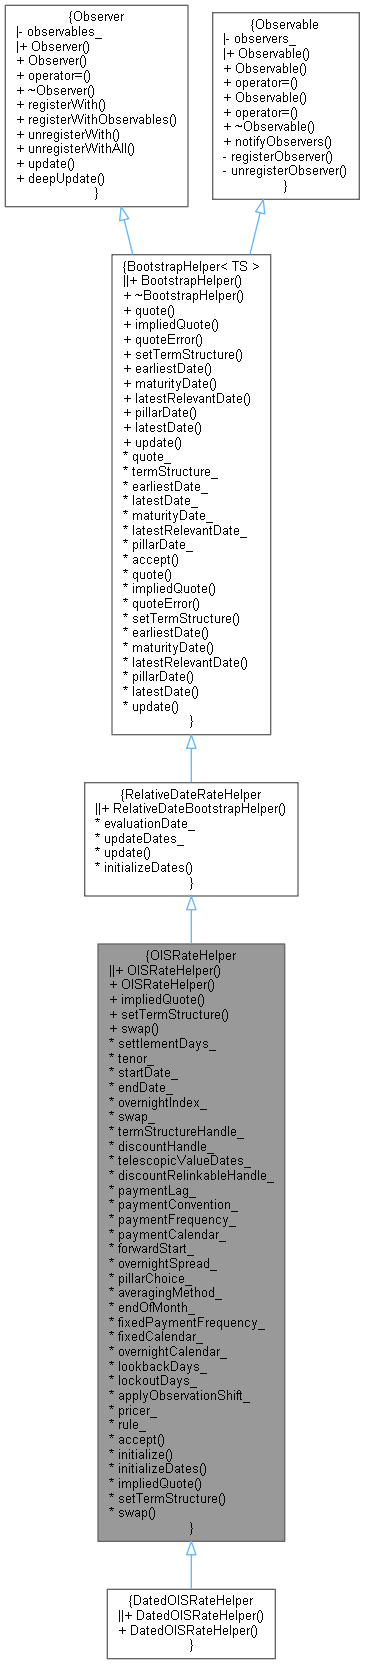 {Observer
|- observables_
|+ Observer()
+ Observer()
+ operator=()
+ ~Observer()
+ registerWith()
+ registerWithObservables()
+ unregisterWith()
+ unregisterWithAll()
+ update()
+ deepUpdate()
}
{Observable
|- observers_
|+ Observable()
+ Observable()
+ operator=()
+ Observable()
+ operator=()
+ ~Observable()
+ notifyObservers()
- registerObserver()
- unregisterObserver()
}
{BootstrapHelper< TS >
||+ BootstrapHelper()
+ ~BootstrapHelper()
+ quote()
+ impliedQuote()
+ quoteError()
+ setTermStructure()
+ earliestDate()
+ maturityDate()
+ latestRelevantDate()
+ pillarDate()
+ latestDate()
+ update()
* quote_
* termStructure_
* earliestDate_
* latestDate_
* maturityDate_
* latestRelevantDate_
* pillarDate_
* accept()
* quote()
* impliedQuote()
* quoteError()
* setTermStructure()
* earliestDate()
* maturityDate()
* latestRelevantDate()
* pillarDate()
* latestDate()
* update()
}
{RelativeDateRateHelper
||+ RelativeDateBootstrapHelper()
* evaluationDate_
* updateDates_
* update()
* initializeDates()
}
{OISRateHelper
||+ OISRateHelper()
+ OISRateHelper()
+ impliedQuote()
+ setTermStructure()
+ swap()
* settlementDays_
* tenor_
* startDate_
* endDate_
* overnightIndex_
* swap_
* termStructureHandle_
* discountHandle_
* telescopicValueDates_
* discountRelinkableHandle_
* paymentLag_
* paymentConvention_
* paymentFrequency_
* paymentCalendar_
* forwardStart_
* overnightSpread_
* pillarChoice_
* averagingMethod_
* endOfMonth_
* fixedPaymentFrequency_
* fixedCalendar_
* overnightCalendar_
* lookbackDays_
* lockoutDays_
* applyObservationShift_
* pricer_
* rule_
* accept()
* initialize()
* initializeDates()
* impliedQuote()
* setTermStructure()
* swap()
}
{DatedOISRateHelper
||+ DatedOISRateHelper()
+ DatedOISRateHelper()
}